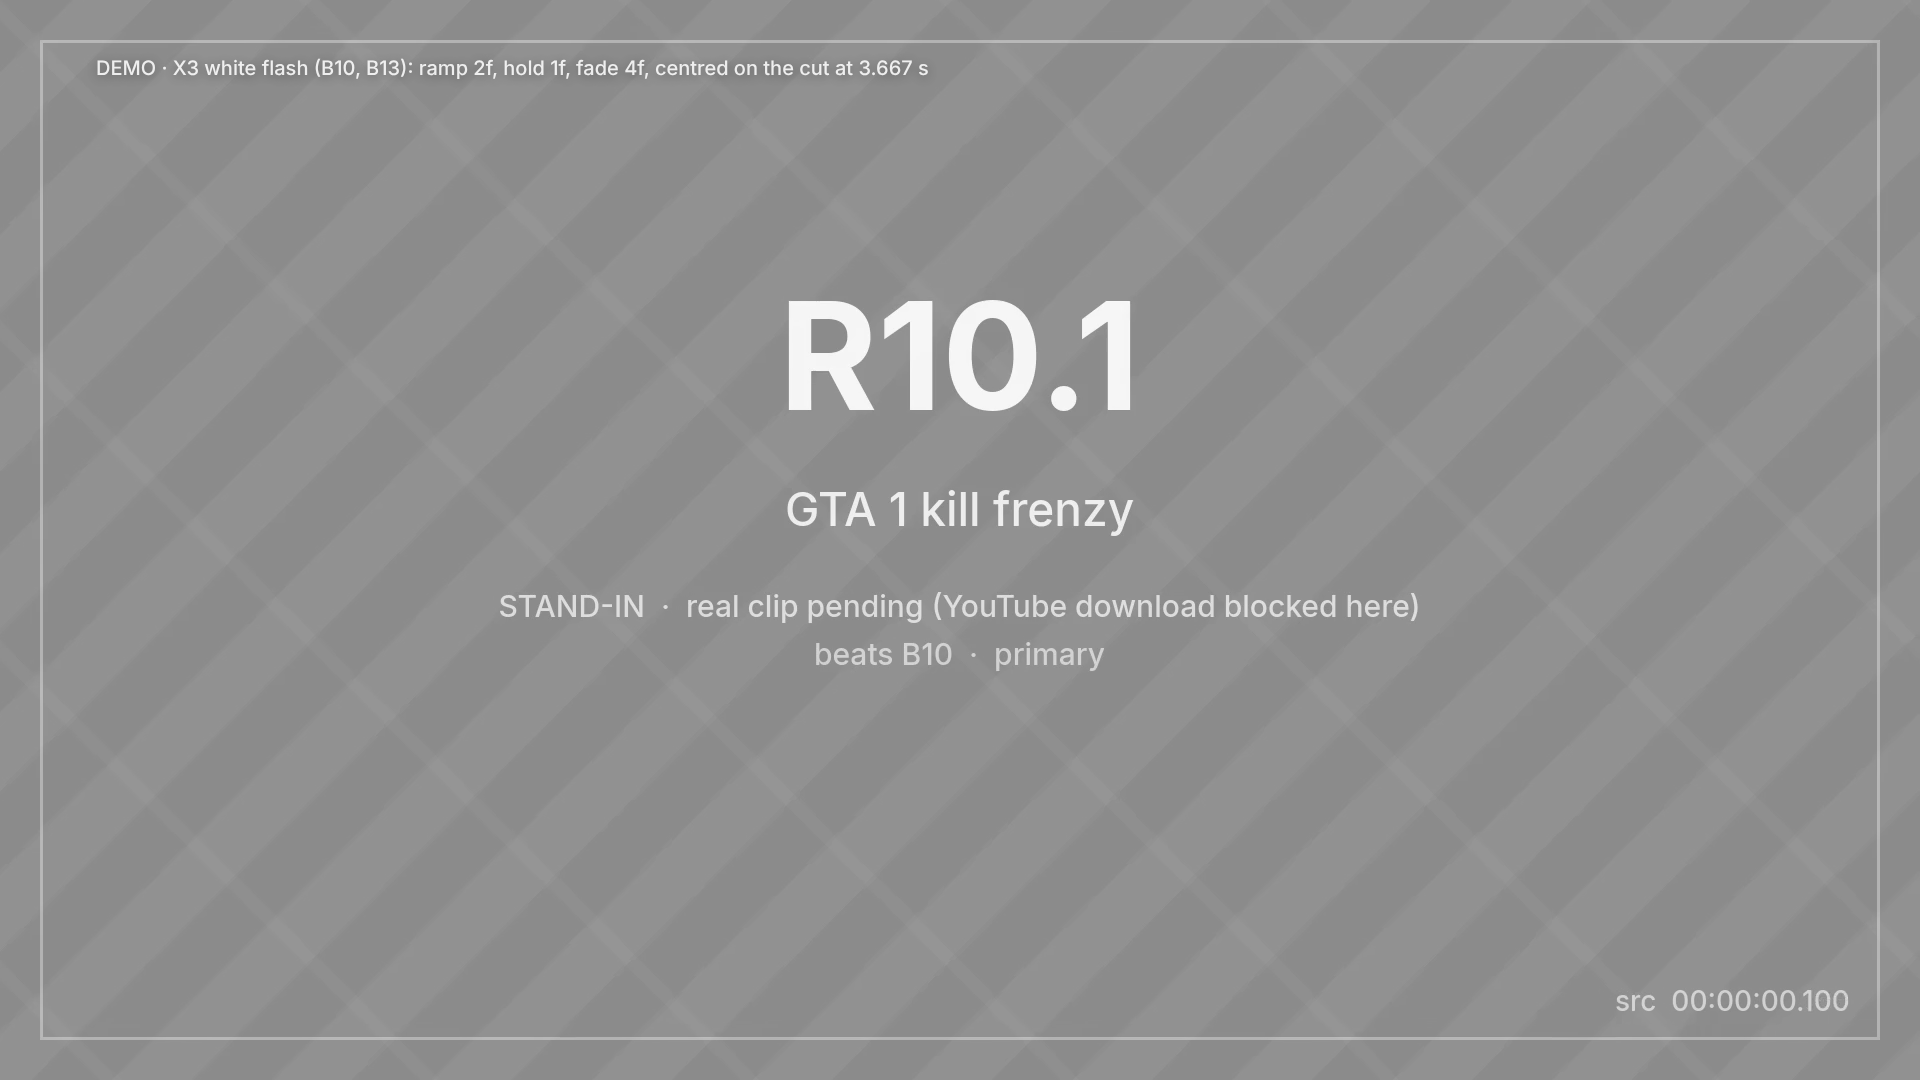 DEMO · X3 white flash (B10, B13): ramp 2f, hold 1f, fade 4f, centred on the cut at 3.667 s
R10.1
GTA 1 kill frenzy
STAND-IN · real clip pending (YouTube download blocked here)
beats B10 · primary
src 00:00:00.100